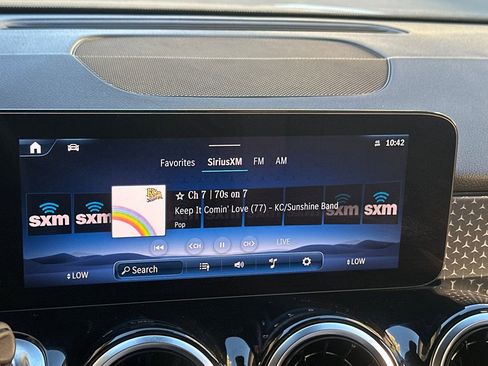 10:42
Favorites SiriusXM FM AM
☆ Ch 7 | 70s on 7
Keep It Comin' Love (77) - KC/Sunshine Band
Pop
sxm sxm sxm sxm
CH CH LIVE
LOW Search LOW